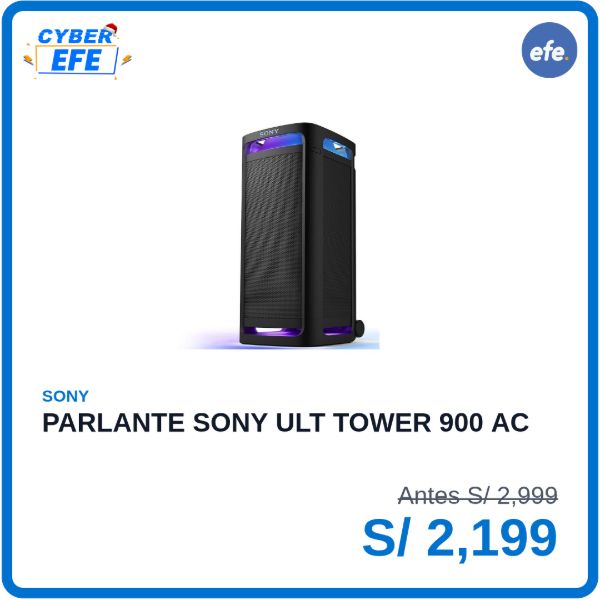 CYBER
EFE
efe.
SONY
SONY
PARLANTE SONY ULT TOWER 900 AC
Antes S/ 2,999
S/ 2,199